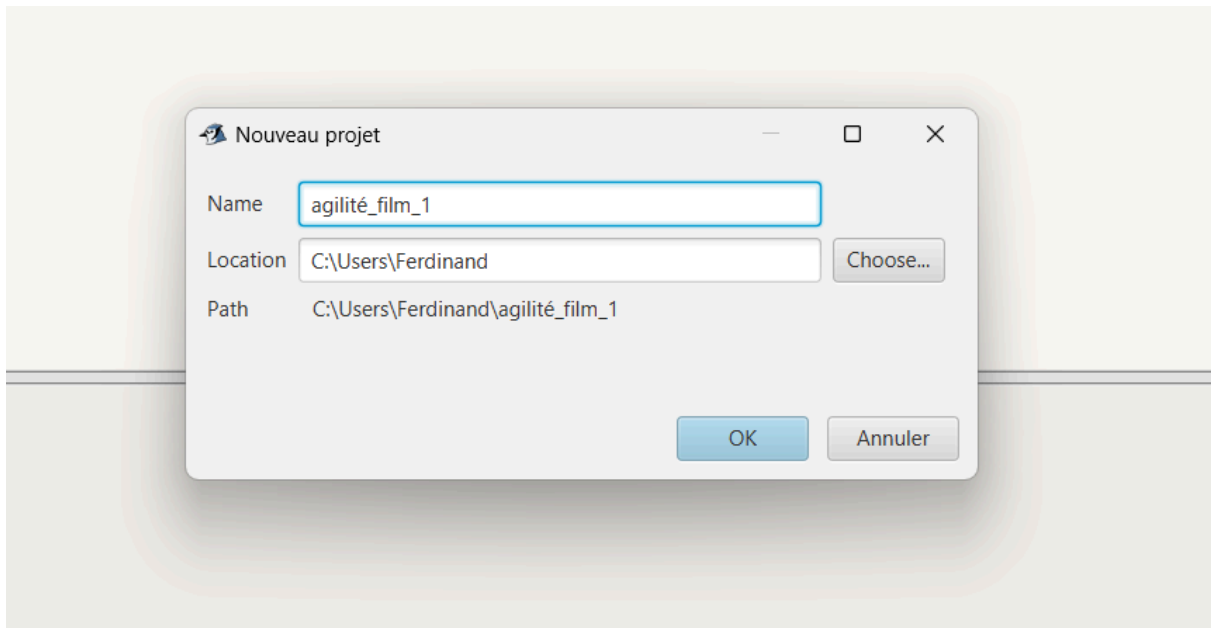 Nouveau projet
Name agilité_film_1
Location C:\Users\Ferdinand Choose...
Path C:\Users\Ferdinand\agilité_film_1
OK Annuler